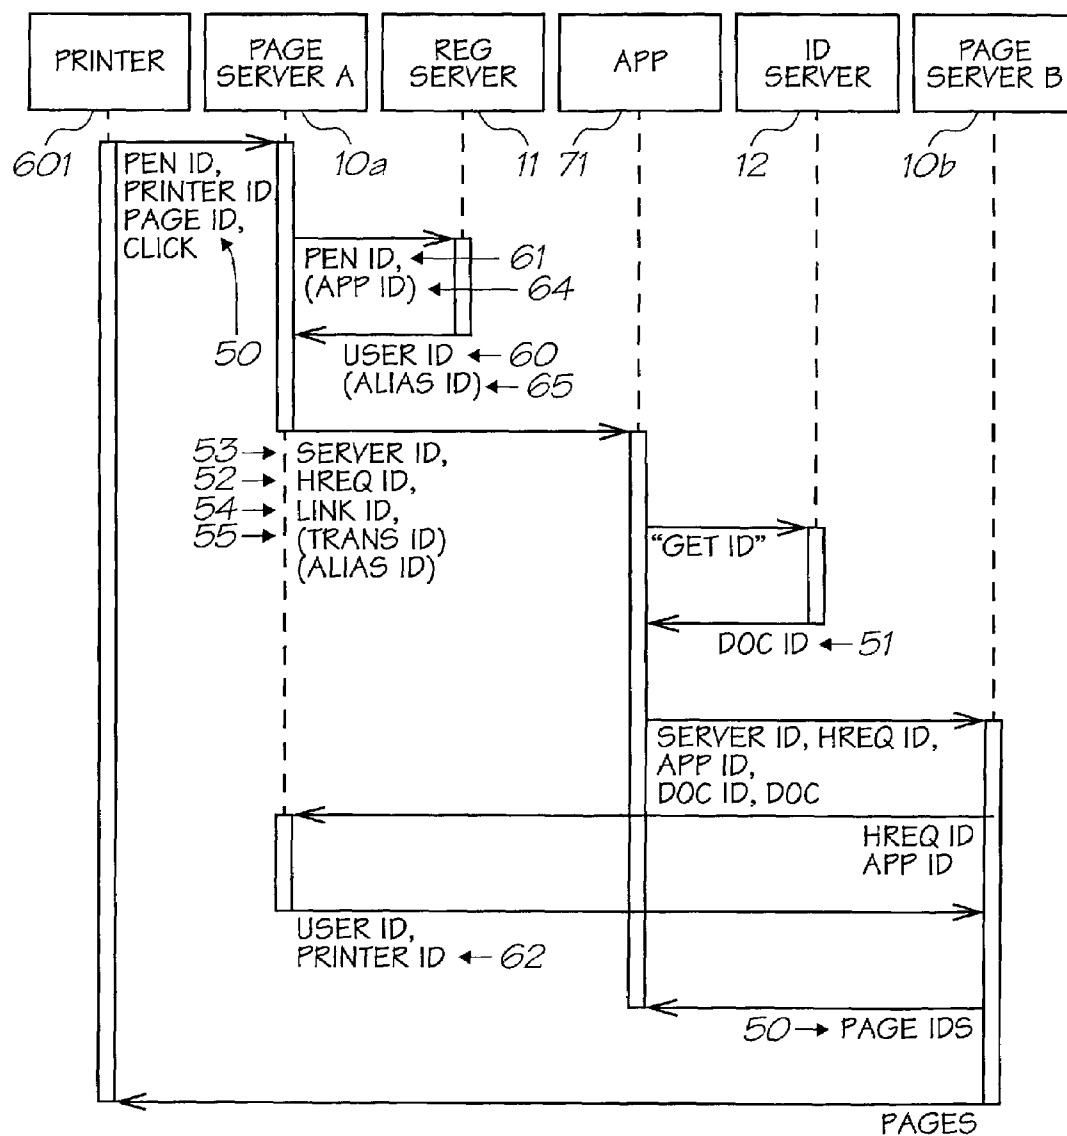 PRINTER
PAGE
SERVER A
REG
SERVER
APP
ID
SERVER
PAGE
SERVER B
601
10a
11
71
12
10b
PEN ID,
PRINTER ID
PAGE ID,
CLICK
50
PEN ID,
61
(APP ID)
64
USER ID
60
(ALIAS ID)
65
53
SERVER ID,
52
HREQ ID,
54
LINK ID,
55
(TRANS ID)
(ALIAS ID)
"GET ID"
DOC ID
51
SERVER ID, HREQ ID,
APP ID,
DOC ID, DOC
HREQ ID
APP ID
USER ID,
PRINTER ID
62
50
PAGE IDS
PAGES